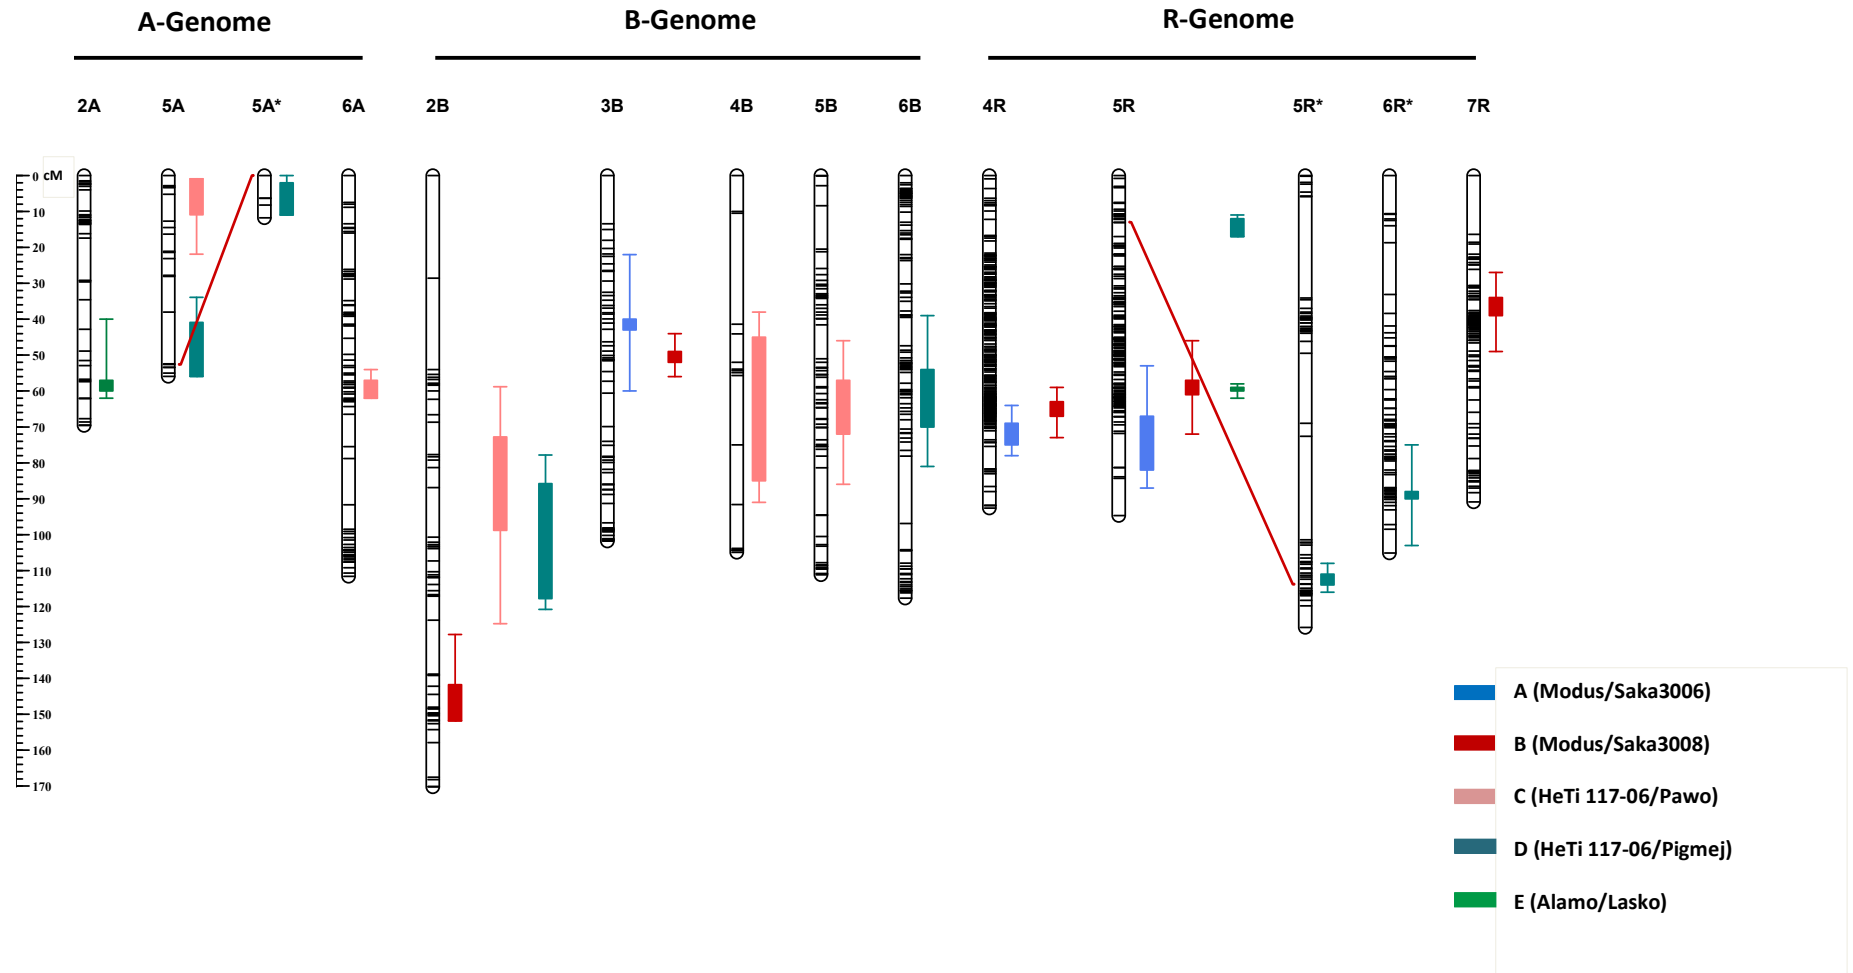 A-Genome B-Genome R-Genome
2A 5A 5A* 6A 2B 3B 4B 5B 6B 4R 5R 5R* 6R* 7R
0 cM
10
20
30
40
50
60
70
80
90
100
110
120
130
140
150
160
170
A (Modus/Saka3006)
B (Modus/Saka3008)
C (HeTi 117-06/Pawo)
D (HeTi 117-06/Pigmej)
E (Alamo/Lasko)